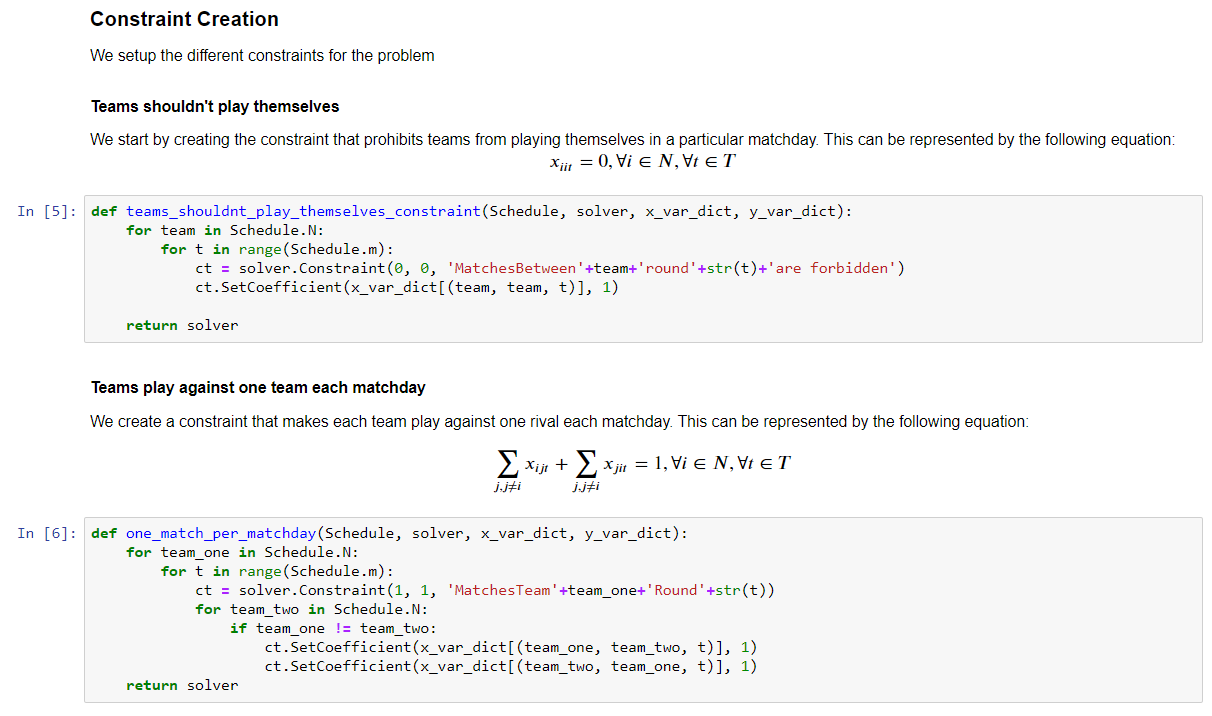 Constraint Creation
We setup the different constraints for the problem
Teams shouldn't play themselves
We start by creating the constraint that prohibits teams from playing themselves in a particular matchday. This can be represented by the following equation:
x_{iit} = 0, ∀i ∈ N, ∀t ∈ T
In [5]: def teams_shouldnt_play_themselves_constraint(Schedule, solver, x_var_dict, y_var_dict):
    for team in Schedule.N:
        for t in range(Schedule.m):
            ct = solver.Constraint(0, 0, 'MatchesBetween'+team+'round'+str(t)+'are forbidden')
            ct.SetCoefficient(x_var_dict[(team, team, t)], 1)
    return solver
Teams play against one team each matchday
We create a constraint that makes each team play against one rival each matchday. This can be represented by the following equation:
∑_{j,j≠i} x_{ijt} + ∑_{j,j≠i} x_{jit} = 1, ∀i ∈ N, ∀t ∈ T
In [6]: def one_match_per_matchday(Schedule, solver, x_var_dict, y_var_dict):
    for team_one in Schedule.N:
        for t in range(Schedule.m):
            ct = solver.Constraint(1, 1, 'MatchesTeam'+team_one+'Round'+str(t))
            for team_two in Schedule.N:
                if team_one != team_two:
                    ct.SetCoefficient(x_var_dict[(team_one, team_two, t)], 1)
                    ct.SetCoefficient(x_var_dict[(team_two, team_one, t)], 1)
    return solver